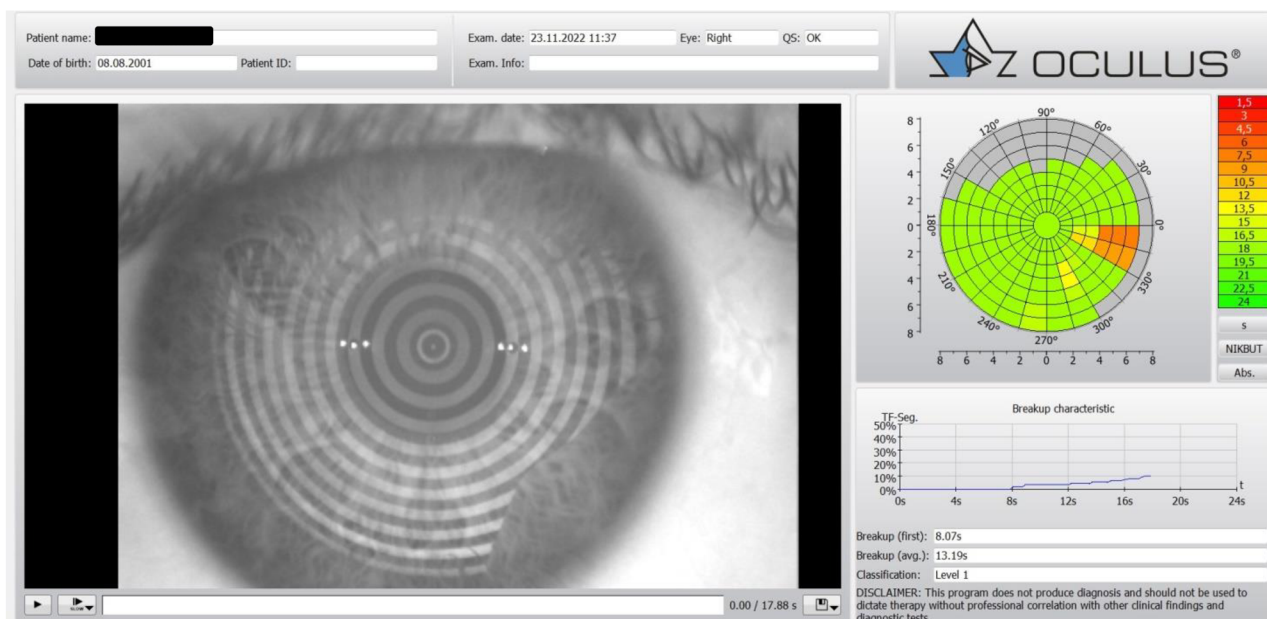 Patient name:
Exam. date: 23.11.2022 11:37 Eye: Right QS: OK
Date of birth: 08.08.2001 Patient ID:
Exam. Info:
OCULUS®
8
6
4
2
0
2
4
6
8
90°
120°
60°
150°
30°
180°
0°
210°
330°
240°
300°
270°
8 6 4 2 0 2 4 6 8
1,5
3
4,5
6
7,5
9
10,5
12
13,5
15
16,5
18
19,5
21
22,5
24
s
NIKBUT
Abs.
Breakup characteristic
TF-Seg.
50%
40%
30%
20%
10%
0%
0s 4s 8s 12s 16s 20s 24s
t
Breakup (first): 8.07s
Breakup (avg.): 13.19s
Classification: Level 1
SLOW
0.00 / 17.88 s
DISCLAIMER: This program does not produce diagnosis and should not be used to
dictate therapy without professional correlation with other clinical findings and
diagnostic tests